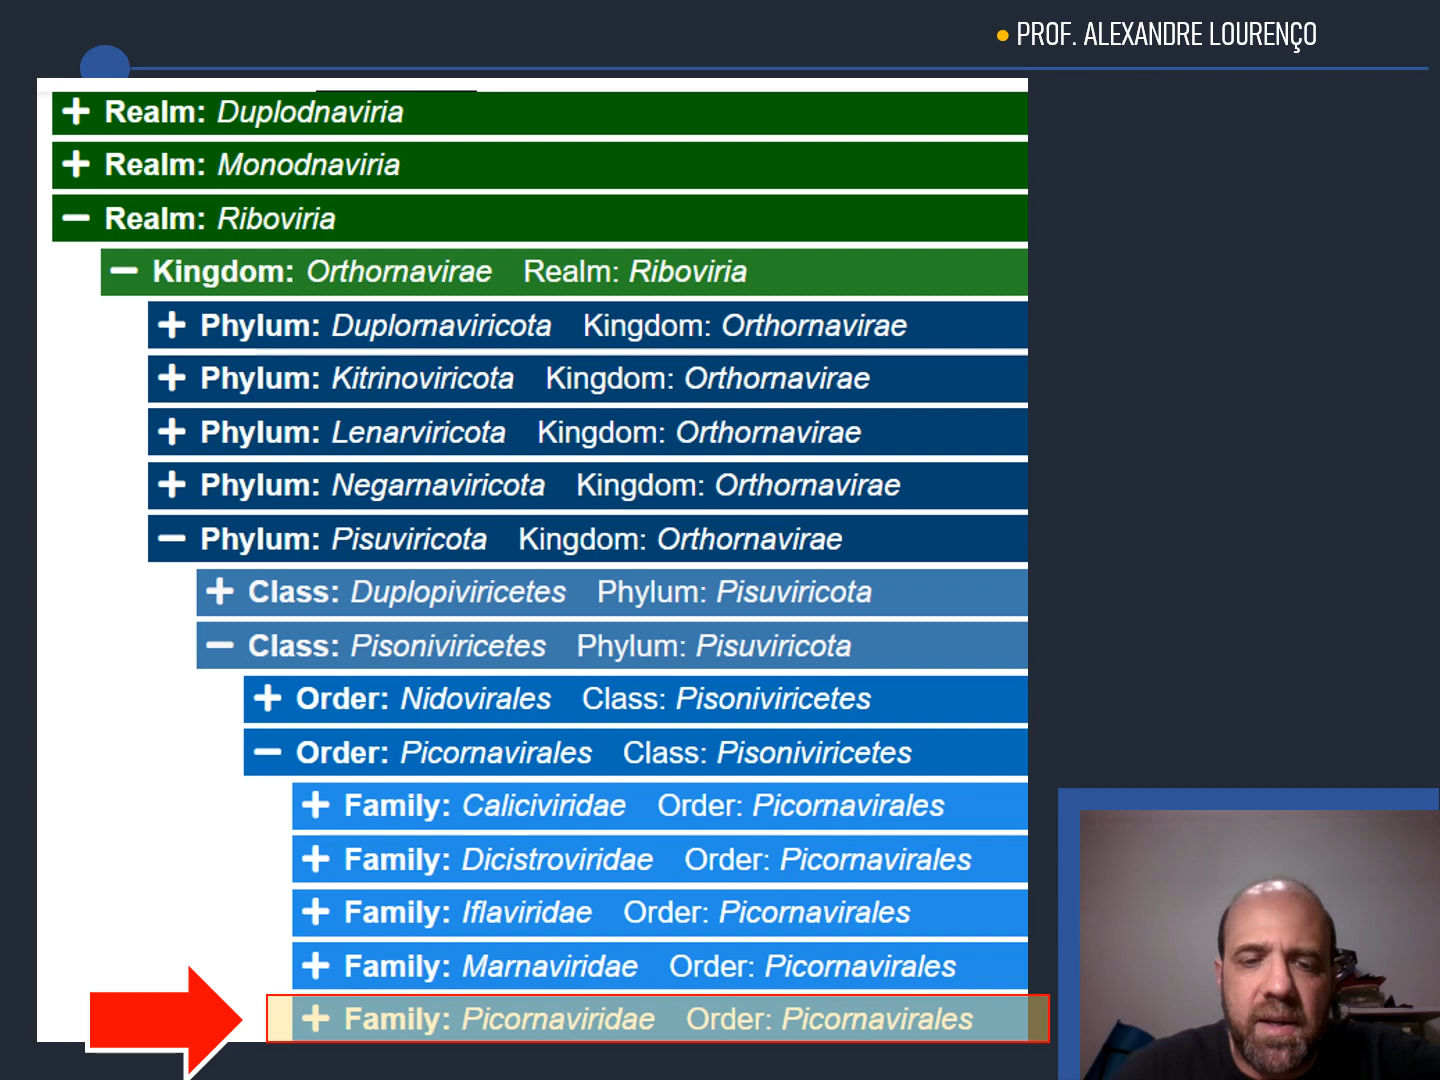 PROF. ALEXANDRE LOURENÇO
Realm: Duplodnaviria
Realm: Monodnaviria
Realm: Riboviria
Kingdom: Orthornavirae Realm: Riboviria
Phylum: Duplornaviricota Kingdom: Orthornavirae
Phylum: Kitrinoviricota Kingdom: Orthornavirae
Phylum: Lenarviricota Kingdom: Orthornavirae
Phylum: Negarnaviricota Kingdom: Orthornavirae
Phylum: Pisuviricota Kingdom: Orthornavirae
Class: Duplopiviricetes Phylum: Pisuviricota
Class: Pisoniviricetes Phylum: Pisuviricota
Order: Nidovirales Class: Pisoniviricetes
Order: Picornavirales Class: Pisoniviricetes
Family: Caliciviridae Order: Picornavirales
Family: Dicistroviridae Order: Picornavirales
Family: Iflaviridae Order: Picornavirales
Family: Marnaviridae Order: Picornavirales
Family: Picornaviridae Order: Picornavirales